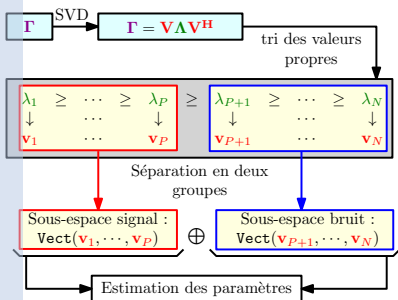 Γ SVD Γ = VΛV^H
tri des valeurs
propres
λ_1 ≥ ⋯ ≥ λ_P ≥ λ_{P+1} ≥ ⋯ ≥ λ_N
↓ ⋯ ↓ ↓ ⋯ ↓
v_1 ⋯ v_P v_{P+1} ⋯ v_N
Séparation en deux
groupes
Sous-espace signal :
Vect(v_1, ⋯, v_P)
⊕
Sous-espace bruit :
Vect(v_{P+1}, ⋯, v_N)
Estimation des paramètres